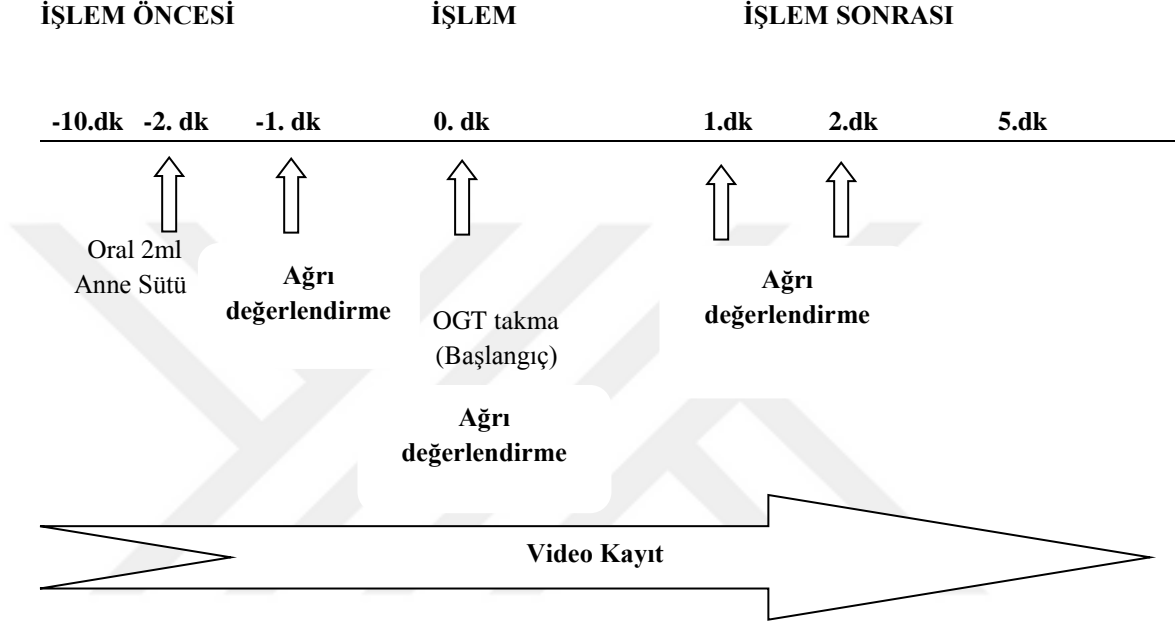 İŞLEM ÖNCESİ İŞLEM İŞLEM SONRASI
-10.dk -2. dk -1. dk 0. dk 1.dk 2.dk 5.dk
Oral 2ml
Anne Sütü
Ağrı
değerlendirme
OGT takma
(Başlangıç)
Ağrı
değerlendirme
Ağrı
değerlendirme
Video Kayıt